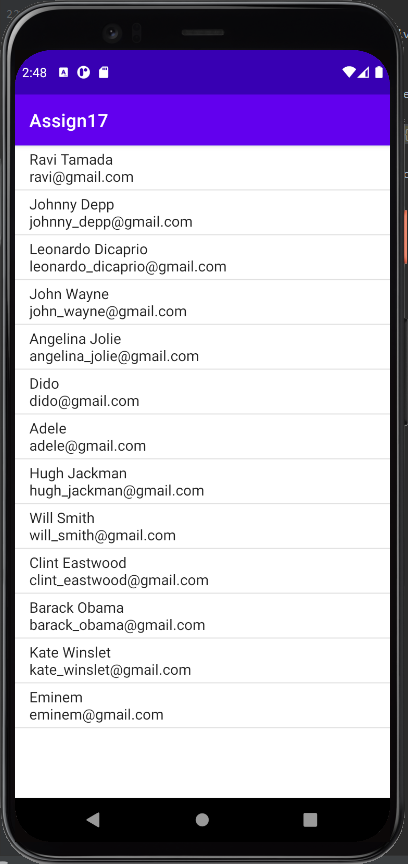 2:48
Assign17
Ravi Tamada
ravi@gmail.com
Johnny Depp
johnny_depp@gmail.com
Leonardo Dicaprio
leonardo_dicaprio@gmail.com
John Wayne
john_wayne@gmail.com
Angelina Jolie
angelina_jolie@gmail.com
Dido
dido@gmail.com
Adele
adele@gmail.com
Hugh Jackman
hugh_jackman@gmail.com
Will Smith
will_smith@gmail.com
Clint Eastwood
clint_eastwood@gmail.com
Barack Obama
barack_obama@gmail.com
Kate Winslet
kate_winslet@gmail.com
Eminem
eminem@gmail.com